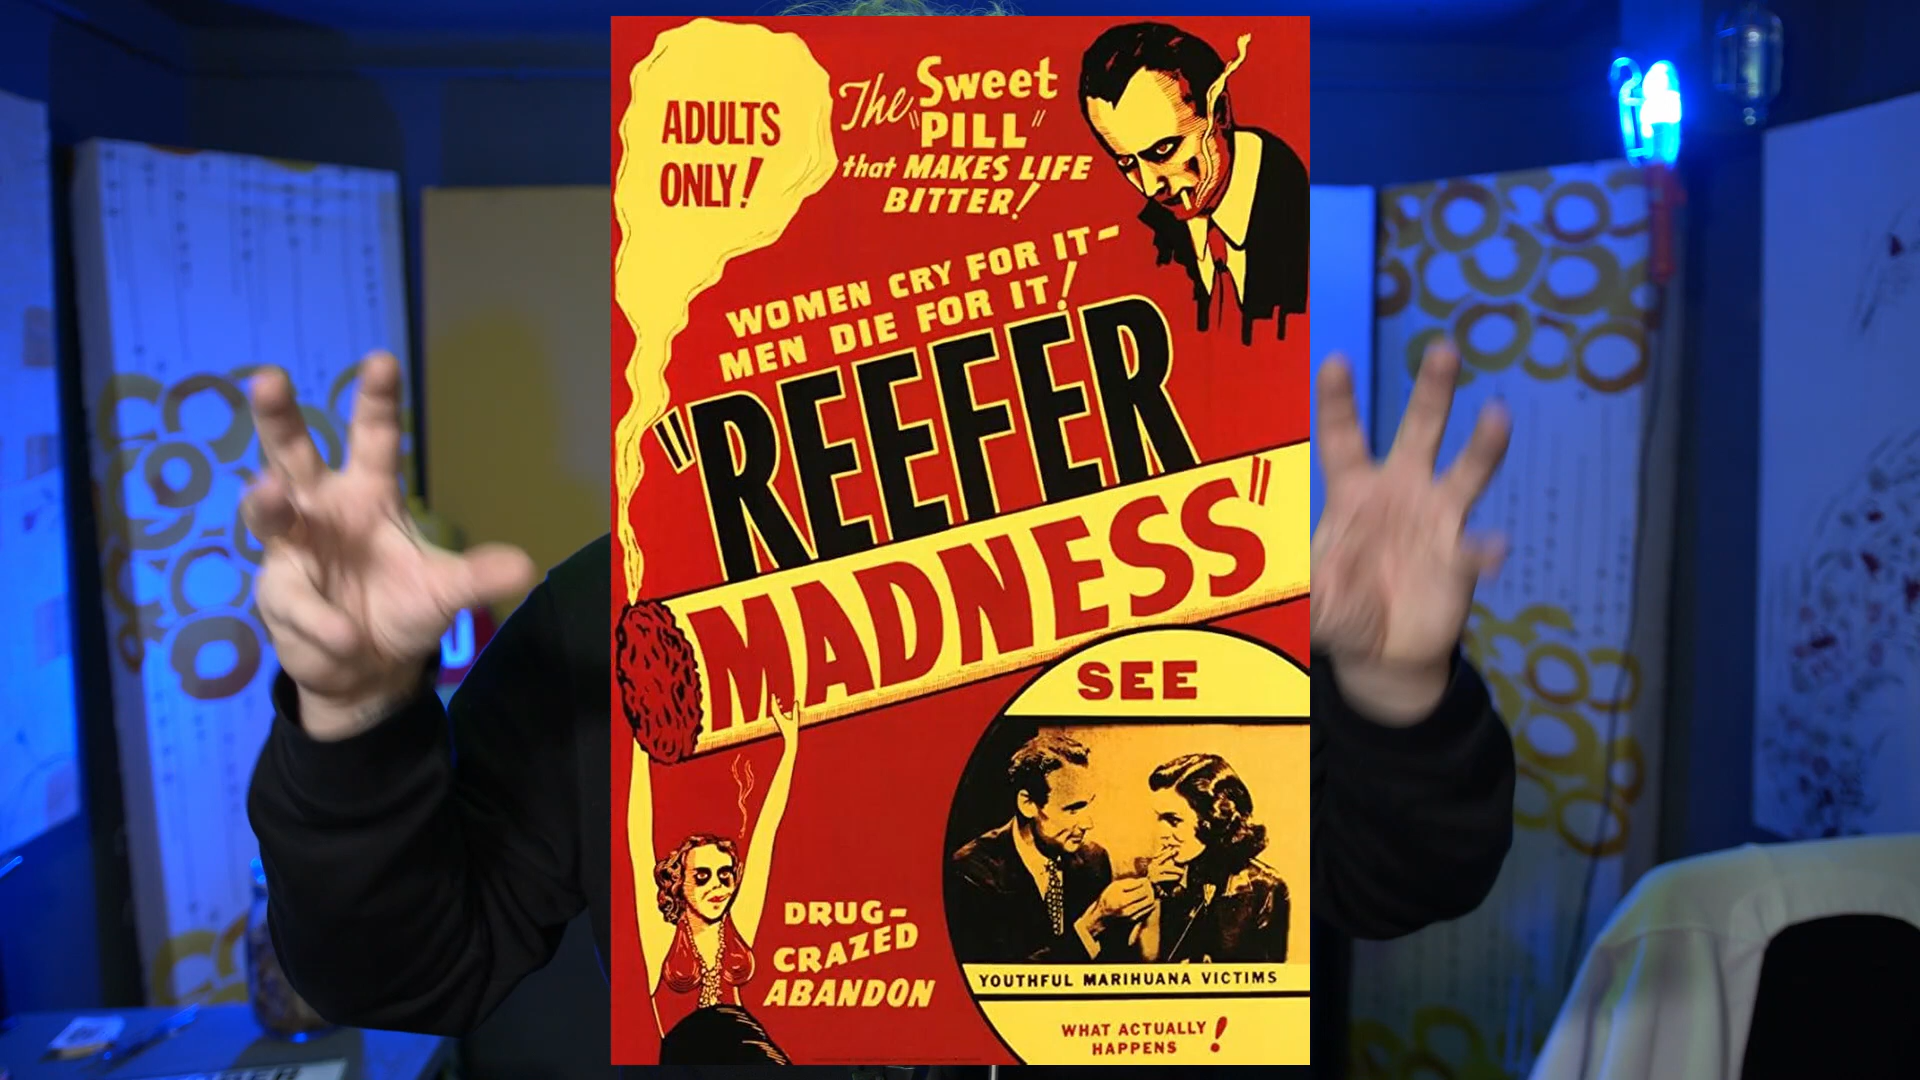 ADULTS
ONLY!
The Sweet
"PILL"
that MAKES LIFE
BITTER!
WOMEN CRY FOR IT-
MEN DIE FOR IT!
"REEFER
MADNESS"
SEE
DRUG-
CRAZED
ABANDON
YOUTHFUL MARIHUANA VICTIMS
WHAT ACTUALLY
HAPPENS!